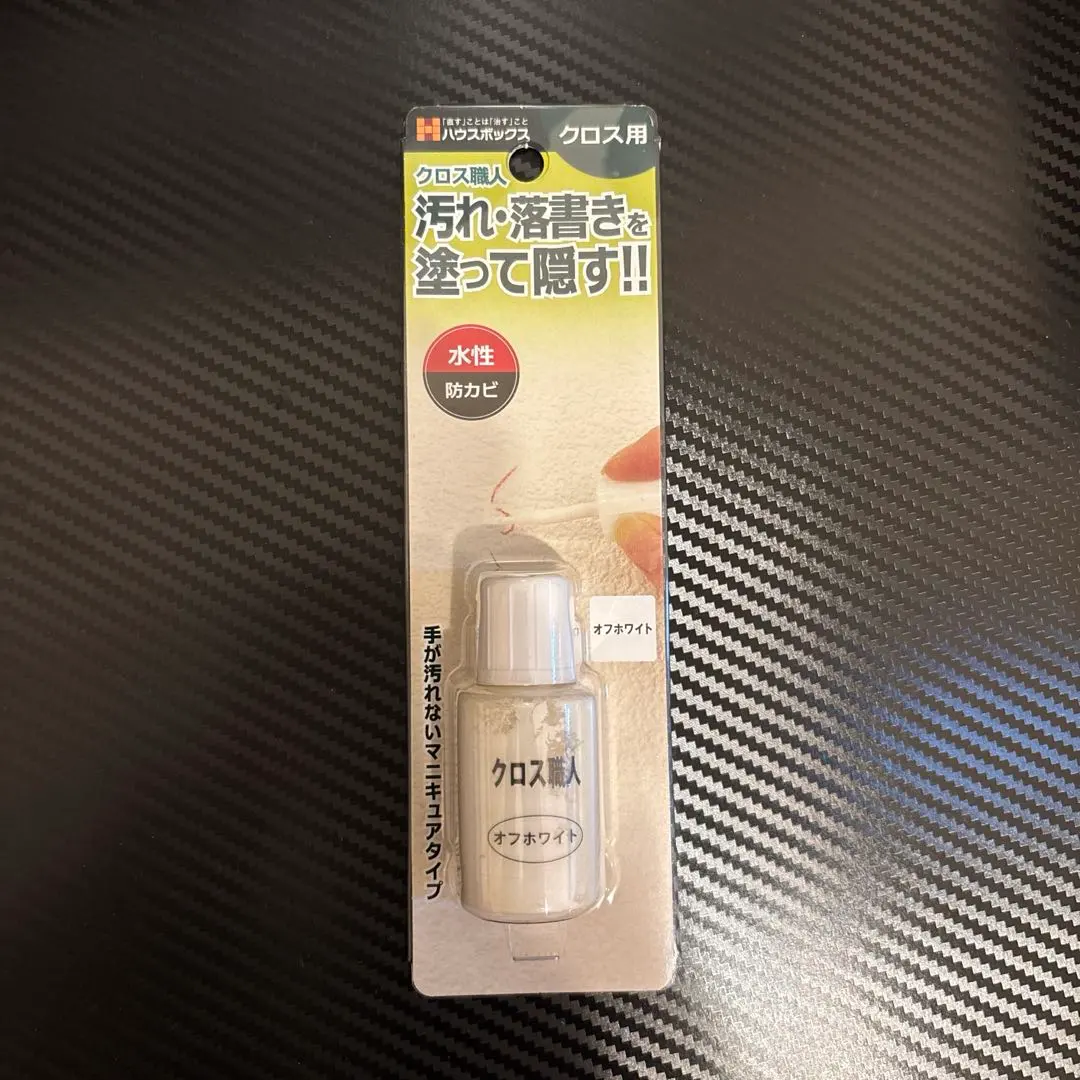 「直す」ことは「治す」こと
ハウスボックス
クロス用
クロス職人
汚れ・落書きを
塗って隠す!!
水性
防カビ
オフホワイト
手が汚れないマニキュアタイプ
クロス職人
オフホワイト